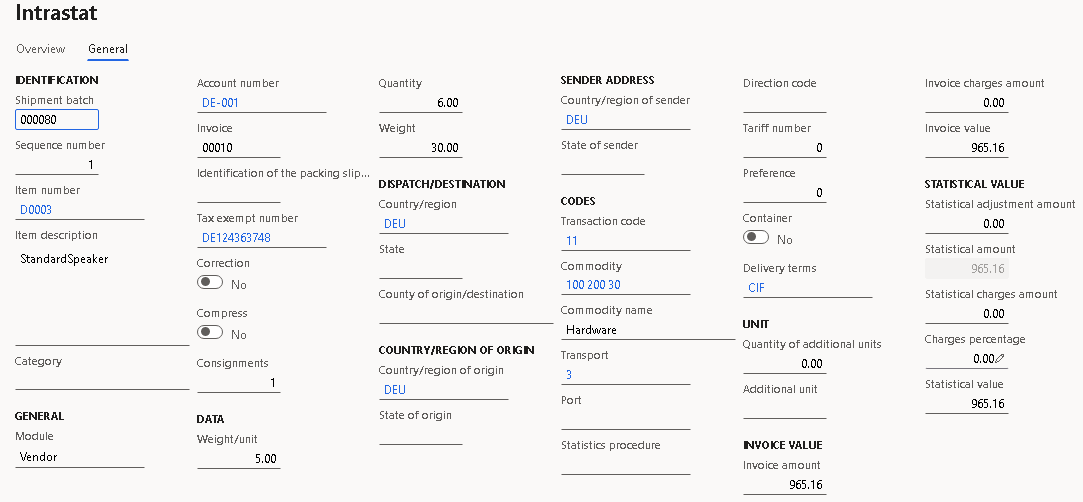 Intrastat
Overview General
IDENTIFICATION
Shipment batch
000080
Sequence number
1
Item number
D0003
Item description
StandardSpeaker
Category
GENERAL
Module
Vendor
Account number
DE-001
Invoice
00010
Identification of the packing slip...
Tax exempt number
DE124363748
Correction
No
Compress
No
Consignments
1
DATA
Weight/unit
5.00
Quantity
6.00
Weight
30.00
DISPATCH/DESTINATION
Country/region
DEU
State
County of origin/destination
COUNTRY/REGION OF ORIGIN
Country/region of origin
DEU
State of origin
SENDER ADDRESS
Country/region of sender
DEU
State of sender
CODES
Transaction code
11
Commodity
100 200 30
Commodity name
Hardware
Transport
3
Port
Statistics procedure
Direction code
Tariff number
0
Preference
0
Container
No
Delivery terms
CIF
UNIT
Quantity of additional units
0.00
Additional unit
INVOICE VALUE
Invoice amount
965.16
Invoice charges amount
0.00
Invoice value
965.16
STATISTICAL VALUE
Statistical adjustment amount
0.00
Statistical amount
965.16
Statistical charges amount
0.00
Charges percentage
0.00
Statistical value
965.16